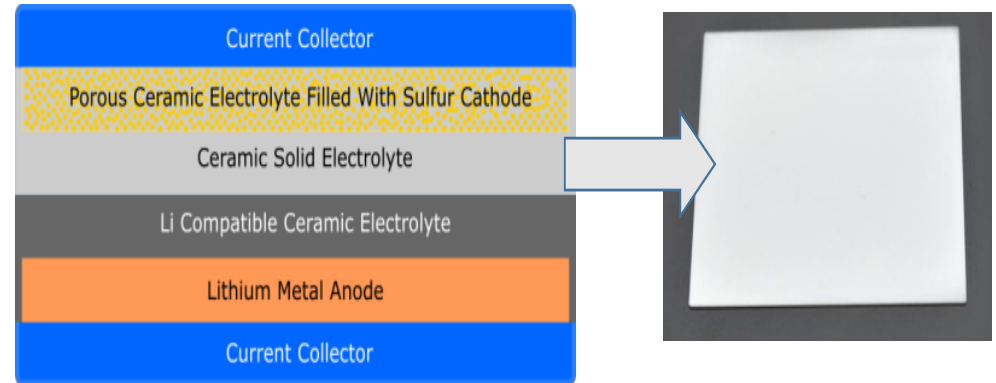 Current Collector
Porous Ceramic Electrolyte Filled With Sulfur Cathode
Ceramic Solid Electrolyte
Li Compatible Ceramic Electrolyte
Lithium Metal Anode
Current Collector